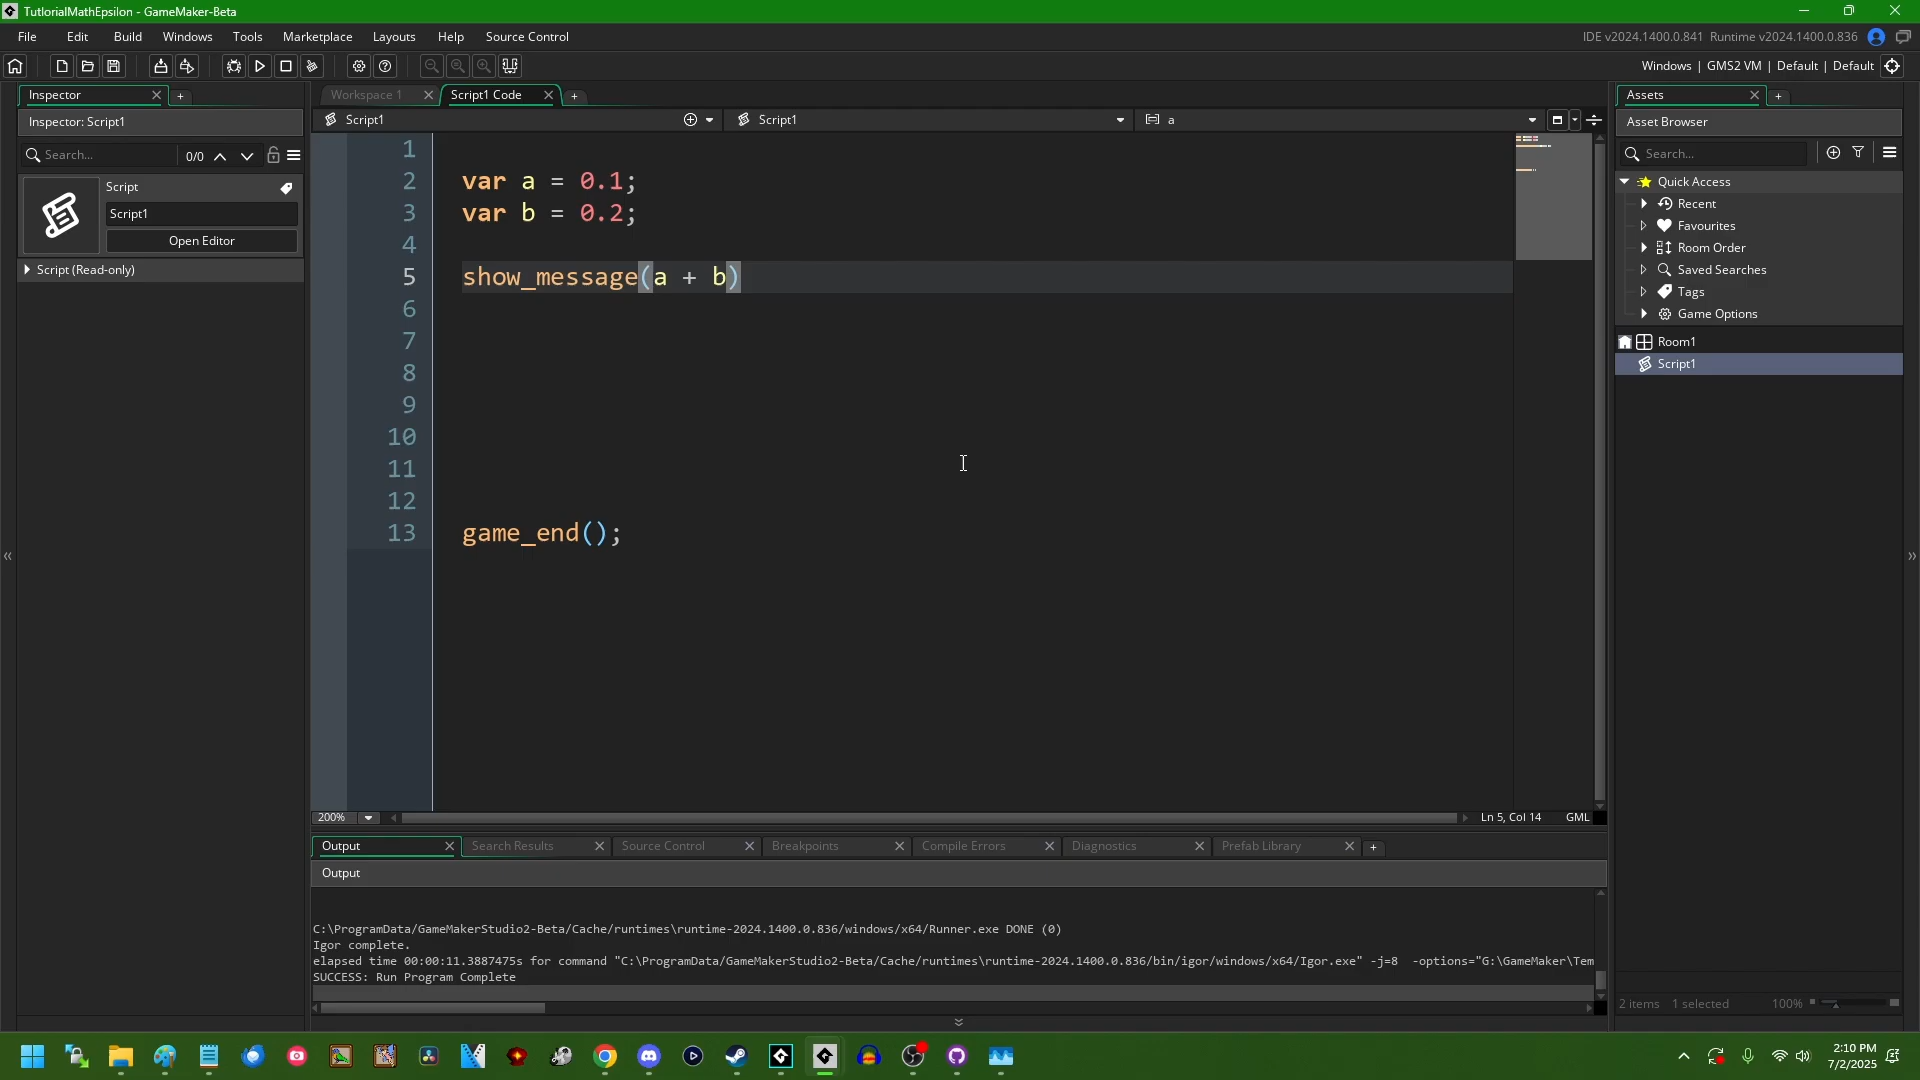 TutlorialMathEpsilon - GameMaker-Beta
File Edit Build Windows Tools Marketplace Layouts Help Source Control
IDE v2024.1400.0.841 Runtime v2024.1400.0.836
Windows | GMS2 VM | Default | Default
Inspector
Workspace 1
Script1 Code
Assets
Inspector: Script1
Script1
Script1
a
Asset Browser
Search...
0/0
Search...
Script
Script1
Open Editor
Script (Read-only)
1
2 var a = 0.1;
3 var b = 0.2;
4
5 show_message(a + b)
6
7
8
9
10
11
12
13 game_end();
Quick Access
Recent
Favourites
Room Order
Saved Searches
Tags
Game Options
Room1
Script1
200%
Ln 5, Col 14 GML
Output
Search Results
Source Control
Breakpoints
Compile Errors
Diagnostics
Prefab Library
Output
C:\ProgramData/GameMakerStudio2-Beta/Cache/runtimes\runtime-2024.1400.0.836/windows/x64/Runner.exe DONE (0)
Igor complete.
elapsed time 00:00:11.3887475s for command "C:\ProgramData/GameMakerStudio2-Beta/Cache/runtimes\runtime-2024.1400.0.836/bin/igor/windows/x64/Igor.exe" -j=8 -options="G:\GameMaker\Tem
SUCCESS: Run Program Complete
2 items 1 selected 100%
2:10 PM
7/2/2025